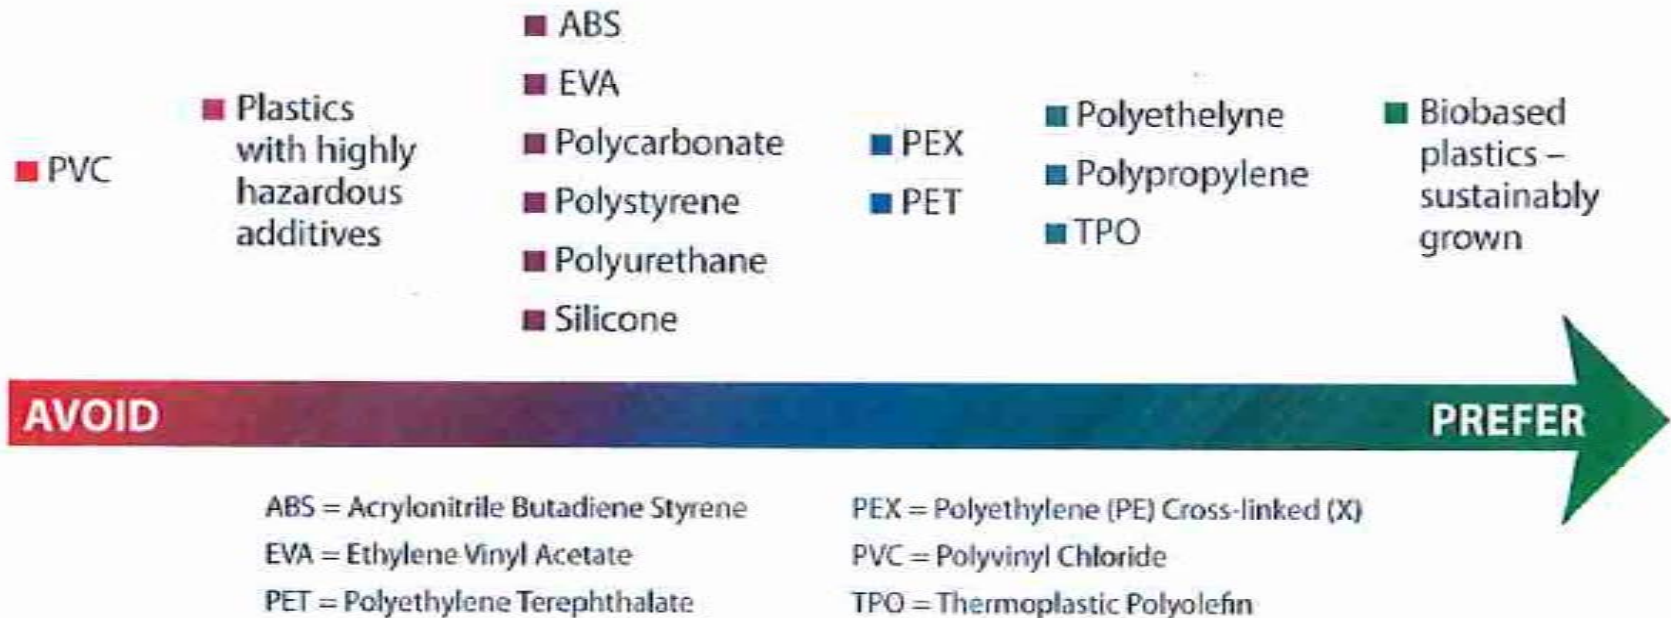 PVC
Plastics
with highly
hazardous
additives
ABS
EVA
Polycarbonate
Polystyrene
Polyurethane
Silicone
PEX
PET
Polyethelyne
Polypropylene
TPO
Biobased
plastics –
sustainably
grown
AVOID
PREFER
ABS = Acrylonitrile Butadiene Styrene
EVA = Ethylene Vinyl Acetate
PET = Polyethylene Terephthalate
PEX = Polyethylene (PE) Cross-linked (X)
PVC = Polyvinyl Chloride
TPO = Thermoplastic Polyolefin